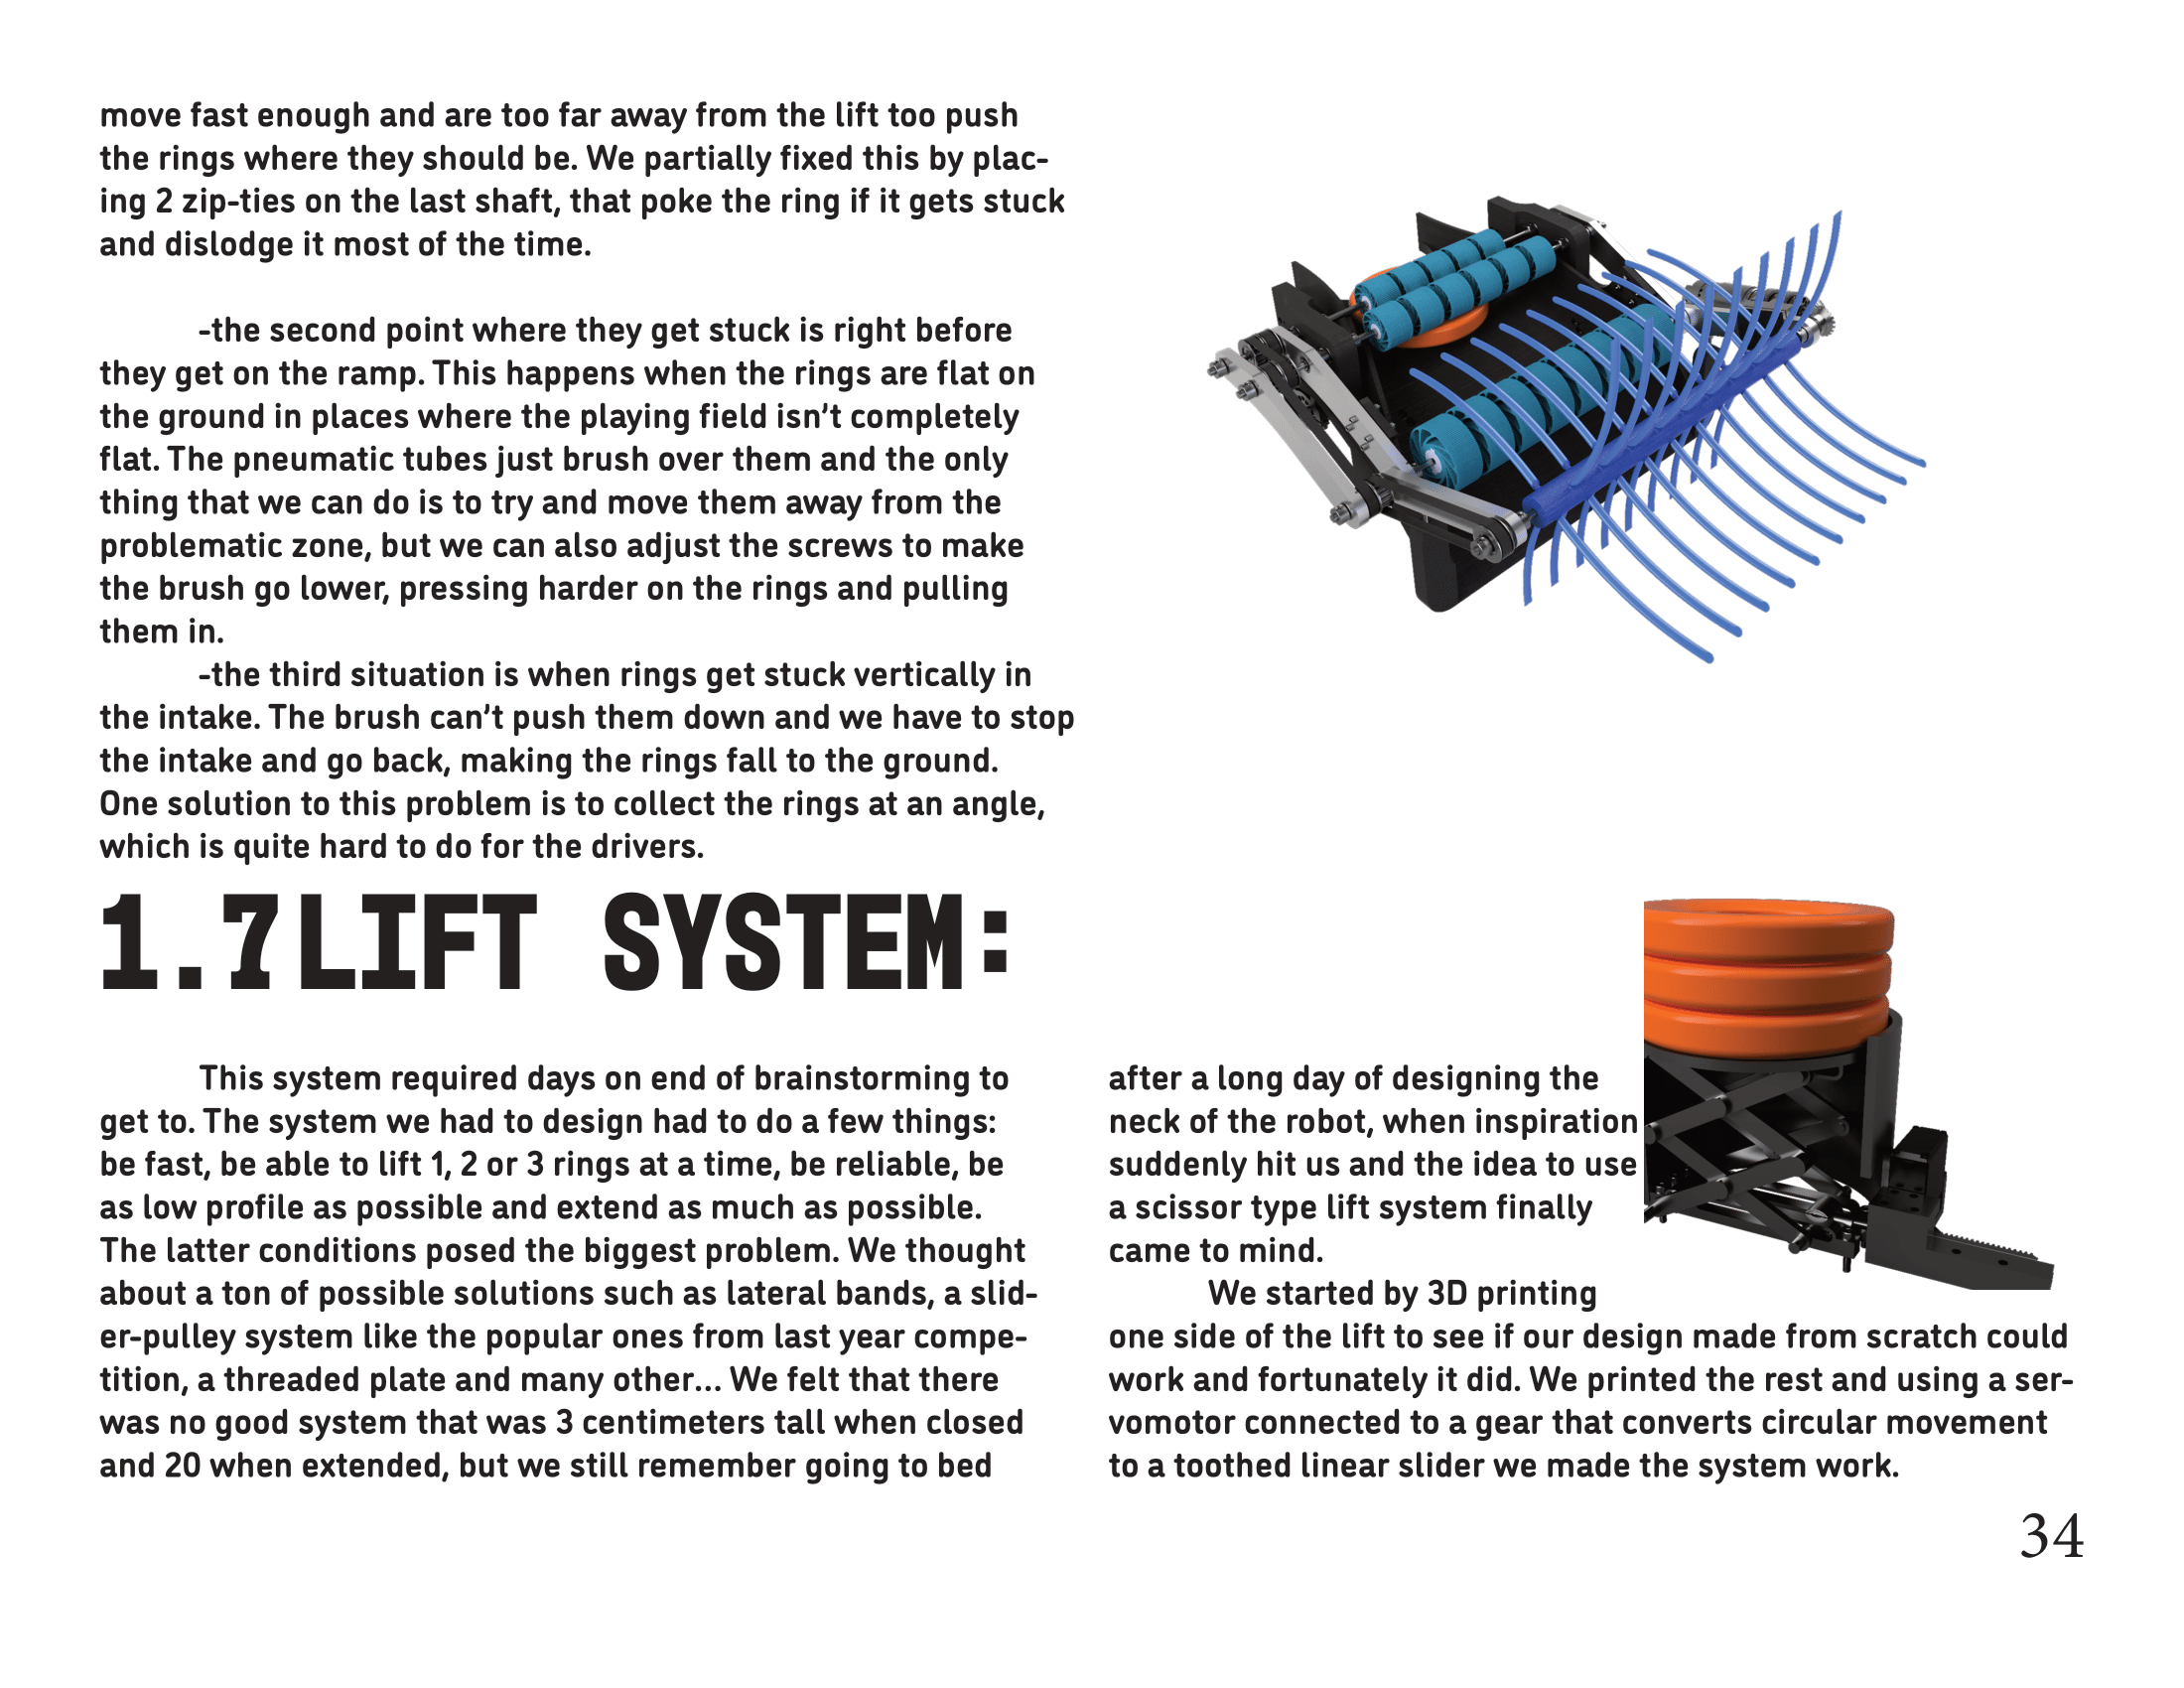 move fast enough and are too far away from the lift too push
the rings where they should be. We partially fixed this by plac-
ing 2 zip-ties on the last shaft, that poke the ring if it gets stuck
and dislodge it most of the time.
-the second point where they get stuck is right before
they get on the ramp. This happens when the rings are flat on
the ground in places where the playing field isn’t completely
flat. The pneumatic tubes just brush over them and the only
thing that we can do is to try and move them away from the
problematic zone, but we can also adjust the screws to make
the brush go lower, pressing harder on the rings and pulling
them in.
-the third situation is when rings get stuck vertically in
the intake. The brush can’t push them down and we have to stop
the intake and go back, making the rings fall to the ground.
One solution to this problem is to collect the rings at an angle,
which is quite hard to do for the drivers.
1.7LIFT SYSTEM:
This system required days on end of brainstorming to
get to. The system we had to design had to do a few things:
be fast, be able to lift 1, 2 or 3 rings at a time, be reliable, be
as low profile as possible and extend as much as possible.
The latter conditions posed the biggest problem. We thought
about a ton of possible solutions such as lateral bands, a slid-
er-pulley system like the popular ones from last year compe-
tition, a threaded plate and many other... We felt that there
was no good system that was 3 centimeters tall when closed
and 20 when extended, but we still remember going to bed
after a long day of designing the
neck of the robot, when inspiration
suddenly hit us and the idea to use
a scissor type lift system finally
came to mind.
We started by 3D printing
one side of the lift to see if our design made from scratch could
work and fortunately it did. We printed the rest and using a ser-
vomotor connected to a gear that converts circular movement
to a toothed linear slider we made the system work.
34